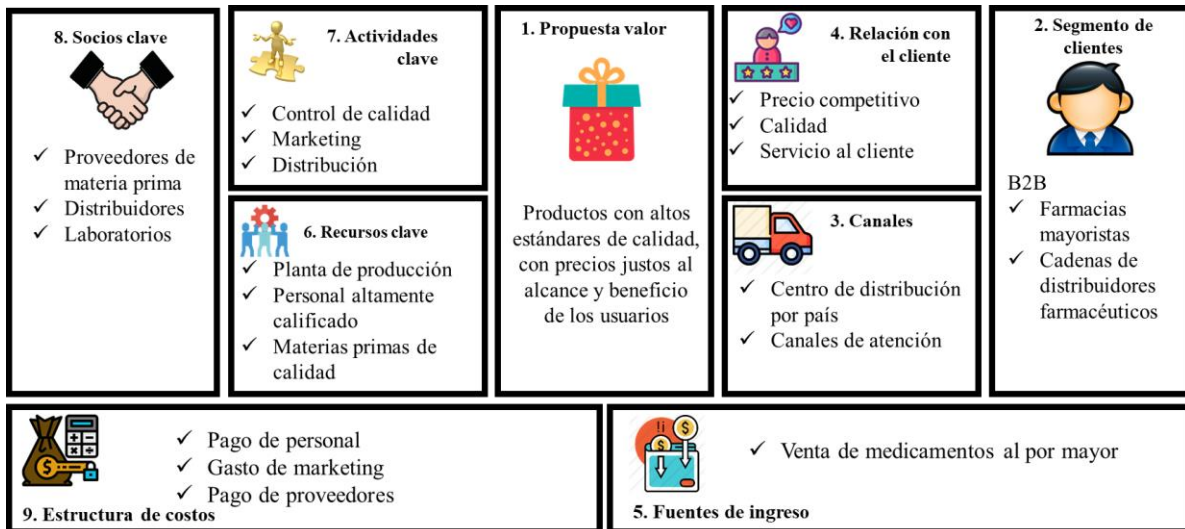 8. Socios clave
✓ Proveedores de
materia prima
✓ Distribuidores
✓ Laboratorios
7. Actividades
clave
✓ Control de calidad
✓ Marketing
✓ Distribución
6. Recursos clave
✓ Planta de producción
✓ Personal altamente
calificado
✓ Materias primas de
calidad
1. Propuesta valor
Productos con altos
estándares de calidad,
con precios justos al
alcance y beneficio
de los usuarios
4. Relación con
el cliente
✓ Precio competitivo
✓ Calidad
✓ Servicio al cliente
3. Canales
✓ Centro de distribución
por país
✓ Canales de atención
2. Segmento de
clientes
B2B
✓ Farmacias
mayoristas
✓ Cadenas de
distribuidores
farmacéuticos
✓ Pago de personal
✓ Gasto de marketing
✓ Pago de proveedores
9. Estructura de costos
✓ Venta de medicamentos al por mayor
5. Fuentes de ingreso